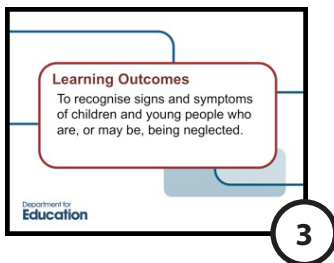 Learning Outcomes
To recognise signs and symptoms
of children and young people who
are, or may be, being neglected.
Department for
Education
3